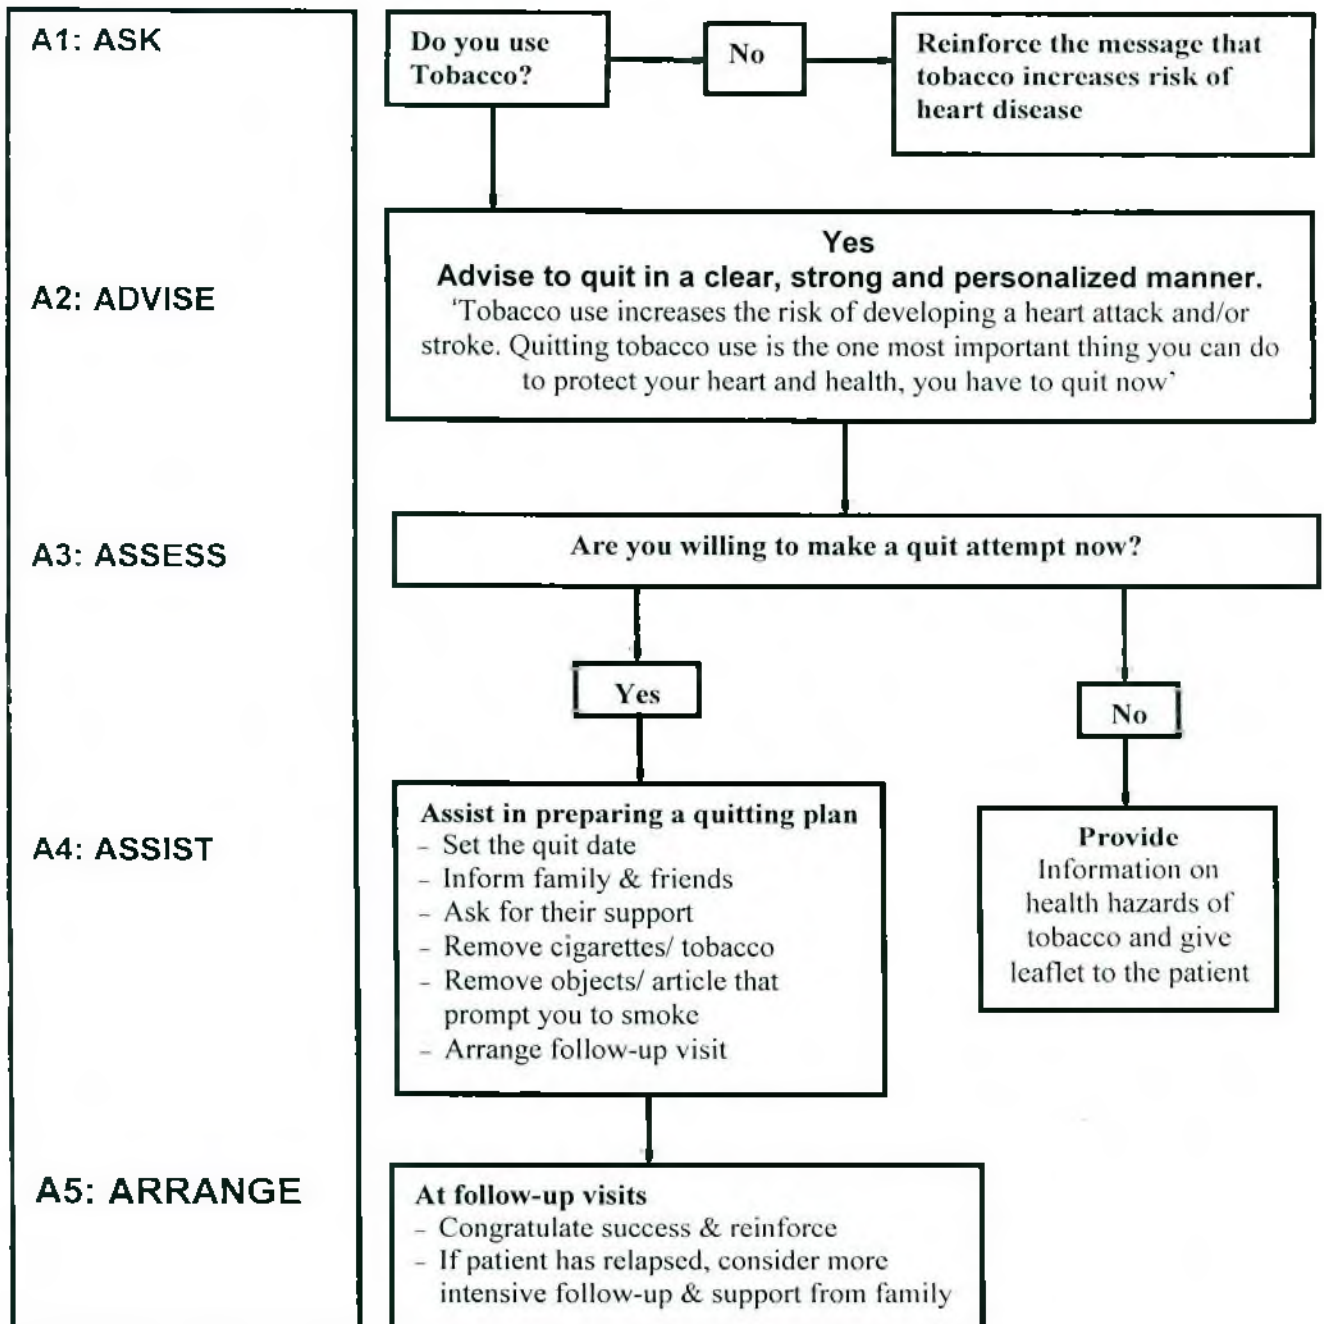 A1: ASK
Do you use
Tobacco?
No
Reinforce the message that
tobacco increases risk of
heart disease
A2: ADVISE
Yes
Advise to quit in a clear, strong and personalized manner.
'Tobacco use increases the risk of developing a heart attack and/or
stroke. Quitting tobacco use is the one most important thing you can do
to protect your heart and health, you have to quit now'
A3: ASSESS
Are you willing to make a quit attempt now?
Yes
No
A4: ASSIST
Assist in preparing a quitting plan
- Set the quit date
- Inform family & friends
- Ask for their support
- Remove cigarettes/ tobacco
- Remove objects/ article that
prompt you to smoke
- Arrange follow-up visit
Provide
Information on
health hazards of
tobacco and give
leaflet to the patient
A5: ARRANGE
At follow-up visits
- Congratulate success & reinforce
- If patient has relapsed, consider more
intensive follow-up & support from family